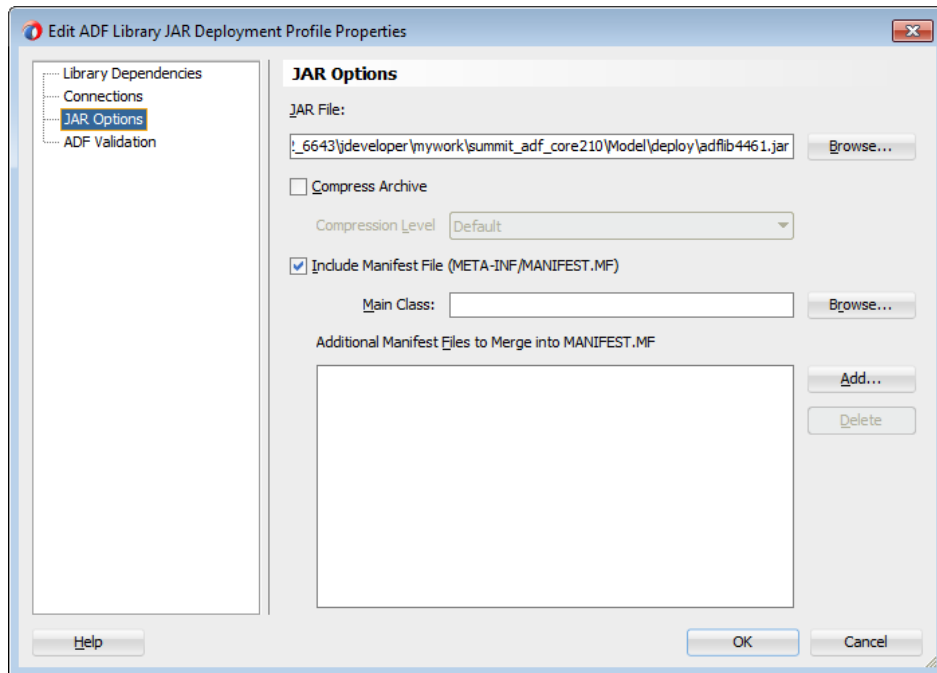 Edit ADF Library JAR Deployment Profile Properties
Library Dependencies
Connections
JAR Options
ADF Validation
JAR Options
JAR File:
!_6643\jdeveloper\mywork\summit_adf_core210\Model\deploy\adflib4461.jar
Browse...
Compress Archive
Compression Level
Default
Include Manifest File (META-INF/MANIFEST.MF)
Main Class:
Browse...
Additional Manifest Files to Merge into MANIFEST.MF
Add...
Delete
Help
OK
Cancel